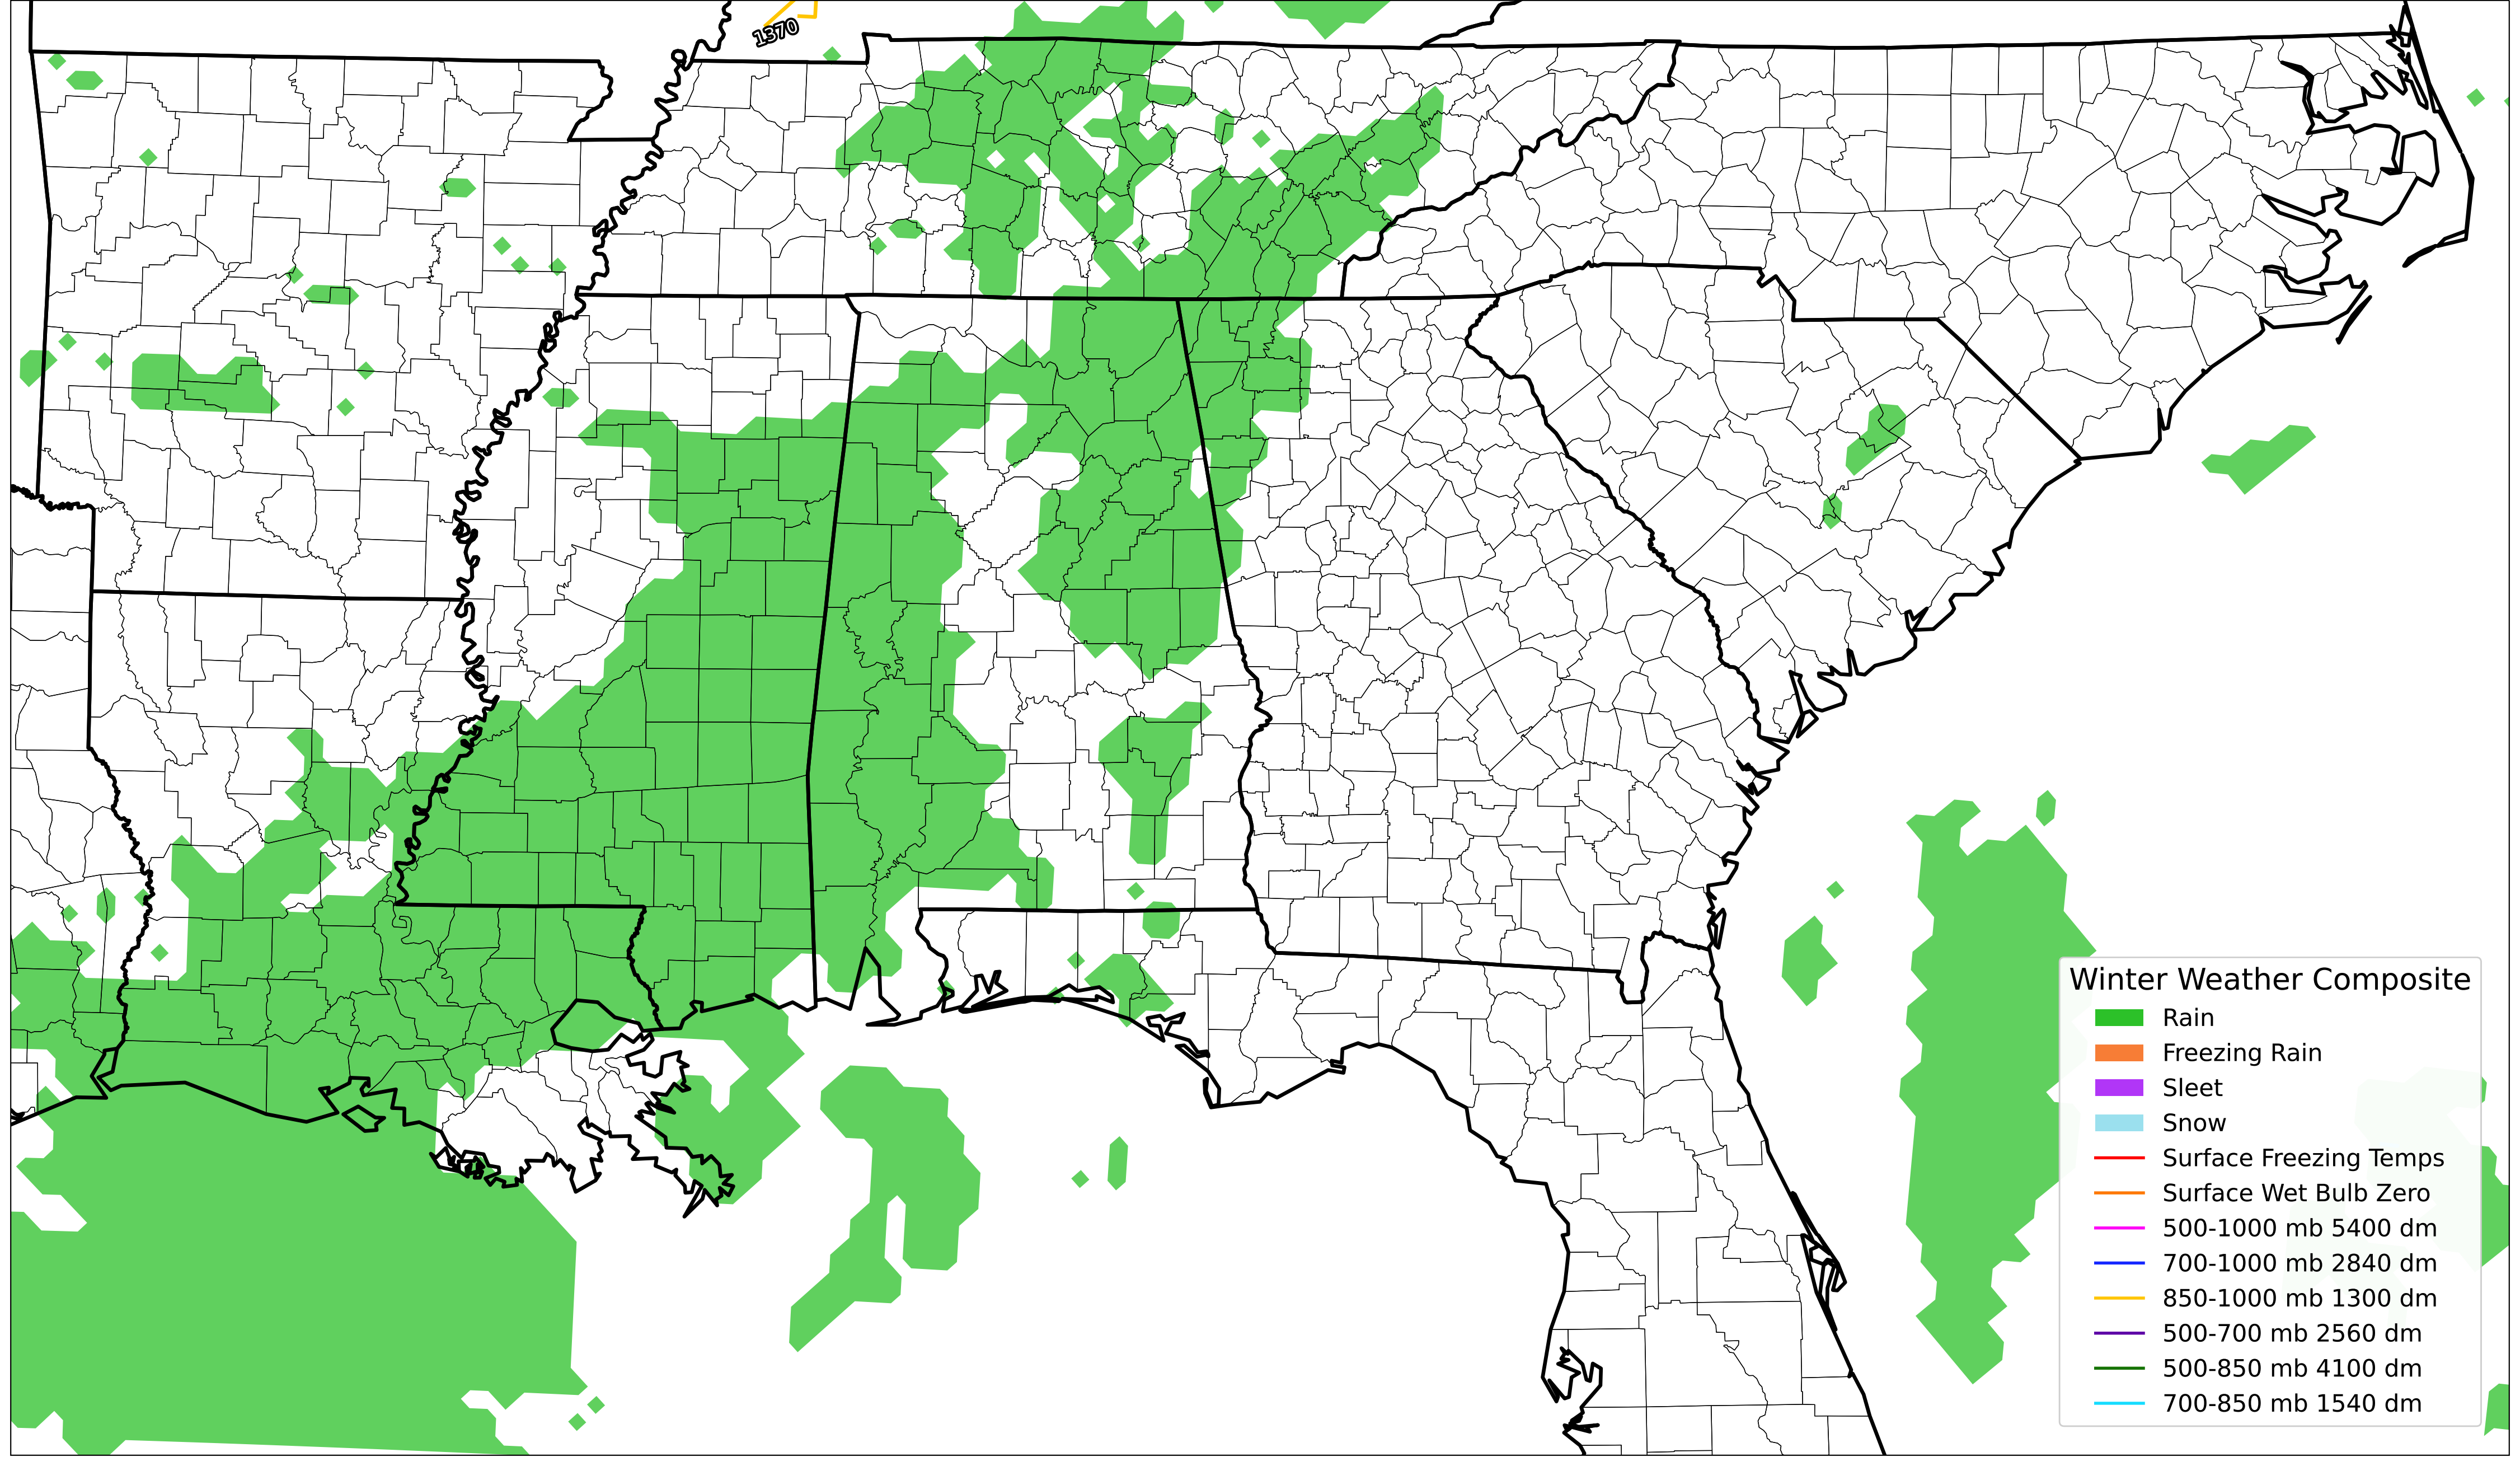 1370
Winter Weather Composite
Rain
Freezing Rain
Sleet
Snow
Surface Freezing Temps
Surface Wet Bulb Zero
500-1000 mb 5400 dm
700-1000 mb 2840 dm
850-1000 mb 1300 dm
500-700 mb 2560 dm
500-850 mb 4100 dm
700-850 mb 1540 dm